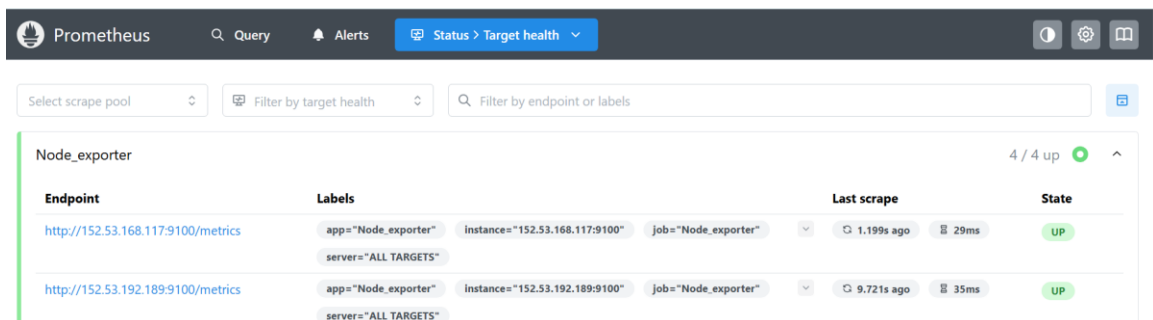 Prometheus Query Alerts Status > Target health
Select scrape pool Filter by target health Filter by endpoint or labels
Node_exporter 4 / 4 up
Endpoint Labels Last scrape State
http://152.53.168.117:9100/metrics app="Node_exporter" instance="152.53.168.117:9100" job="Node_exporter" 1.199s ago 29ms UP
server="ALL TARGETS"
http://152.53.192.189:9100/metrics app="Node_exporter" instance="152.53.192.189:9100" job="Node_exporter" 9.721s ago 35ms UP
server="ALL TARGETS"